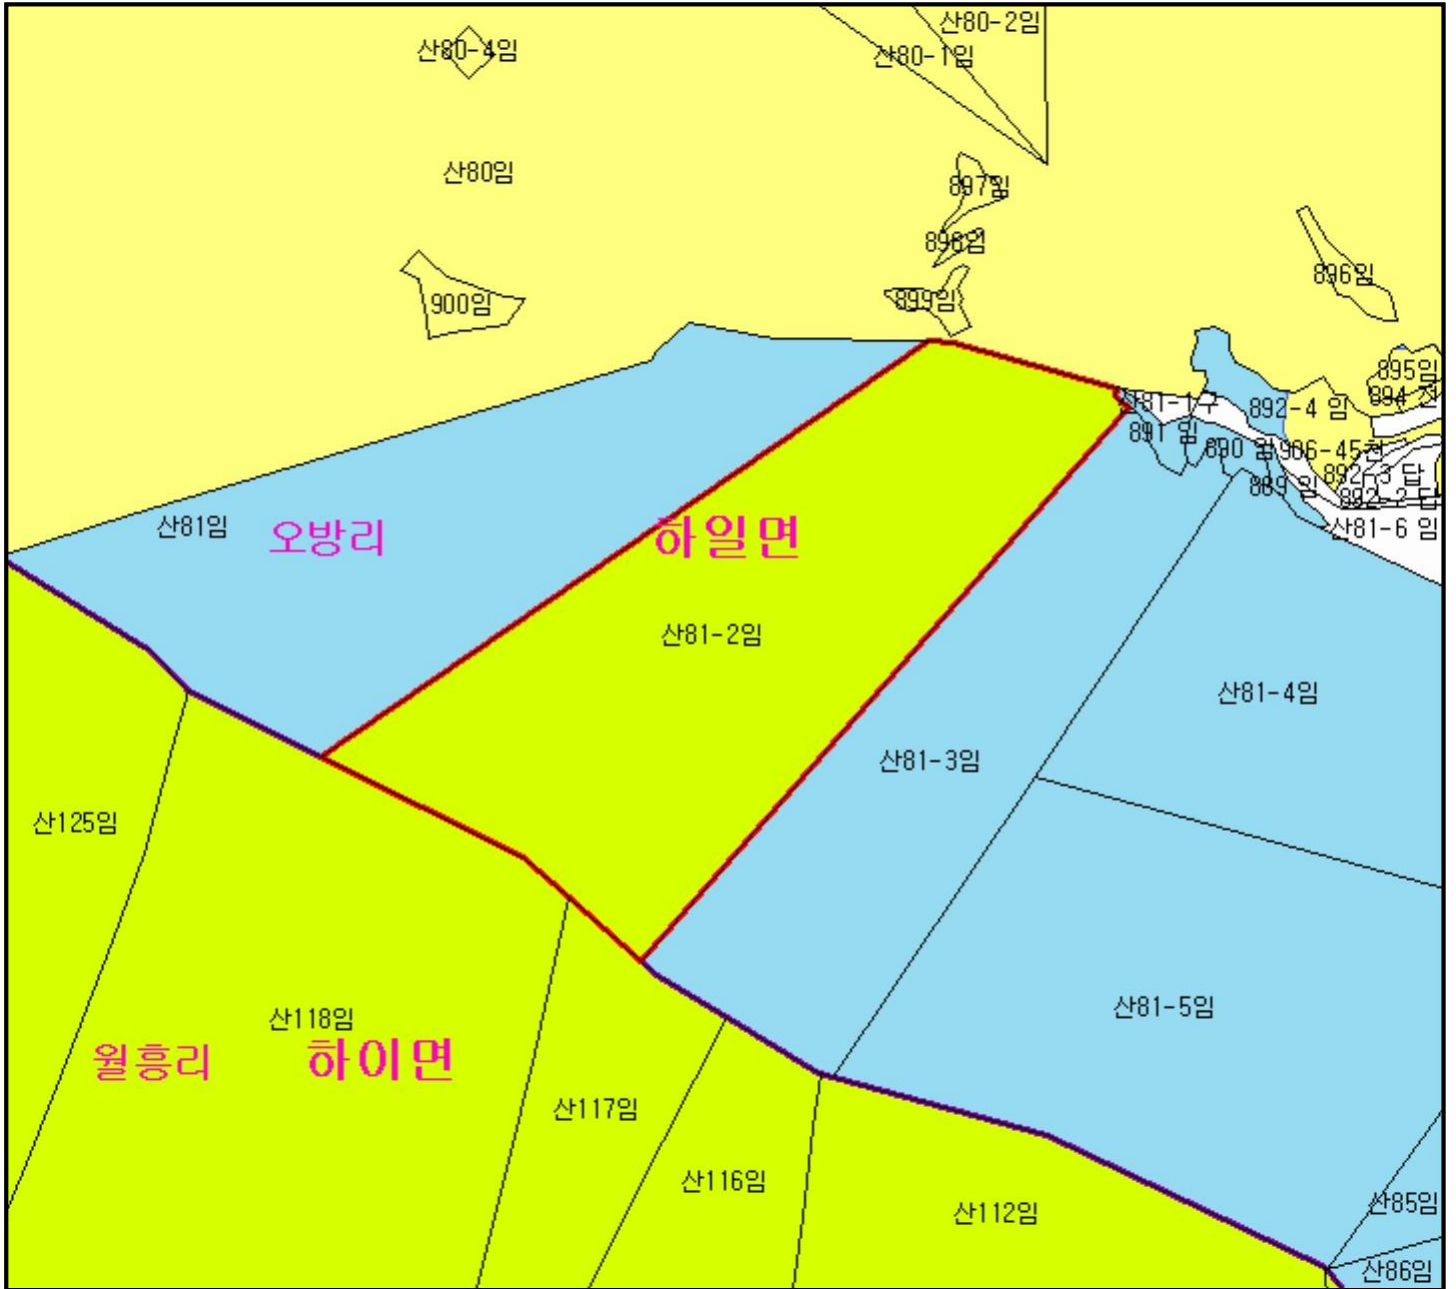 산80-2임
산80-4임
산80-1임
산80임
897임
898임
896임
899임
900임
895임
894 전
892-4 임
891 임
890 임
906-45천
892-3 답
889 임
892-2 답
산81임
오방리
하일면
산81-6 임
산81-2임
산81-4임
산81-3임
산125임
산81-5임
산118임
월흥리
하이면
산117임
산116임
산85임
산112임
산86임